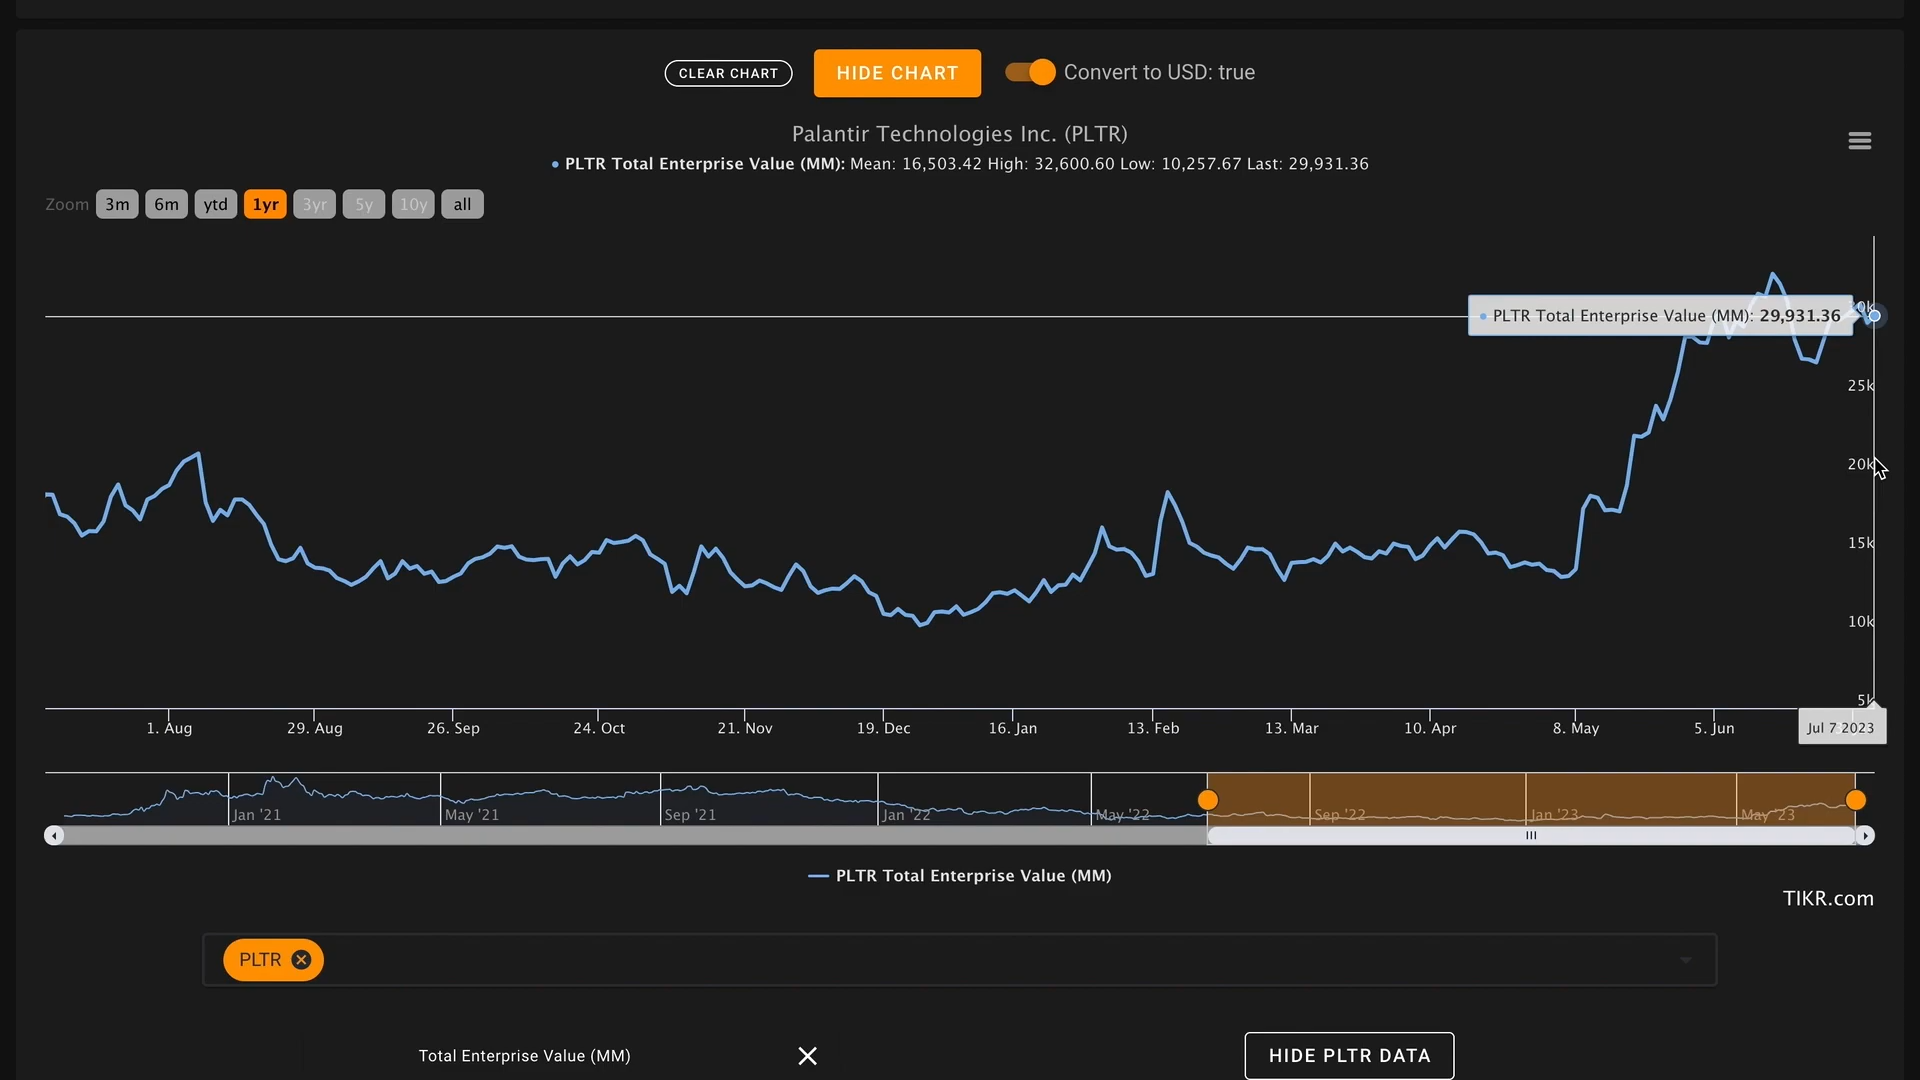 CLEAR CHART HIDE CHART Convert to USD: true
Palantir Technologies Inc. (PLTR)
PLTR Total Enterprise Value (MM): Mean: 16,503.42 High: 32,600.60 Low: 10,257.67 Last: 29,931.36
Zoom 3m 6m ytd 1yr 3yr 5y 10y all
PLTR Total Enterprise Value (MM): 29,931.36
25k
20k
15k
10k
5k
1. Aug 29. Aug 26. Sep 24. Oct 21. Nov 19. Dec 16. Jan 13. Feb 13. Mar 10. Apr 8. May 5. Jun Jul 7 2023
Jan '21 May '21 Sep '21 Jan '22 May '22 Sep '22 Jan '23 May '23
PLTR Total Enterprise Value (MM)
TIKR.com
PLTR
Total Enterprise Value (MM) HIDE PLTR DATA